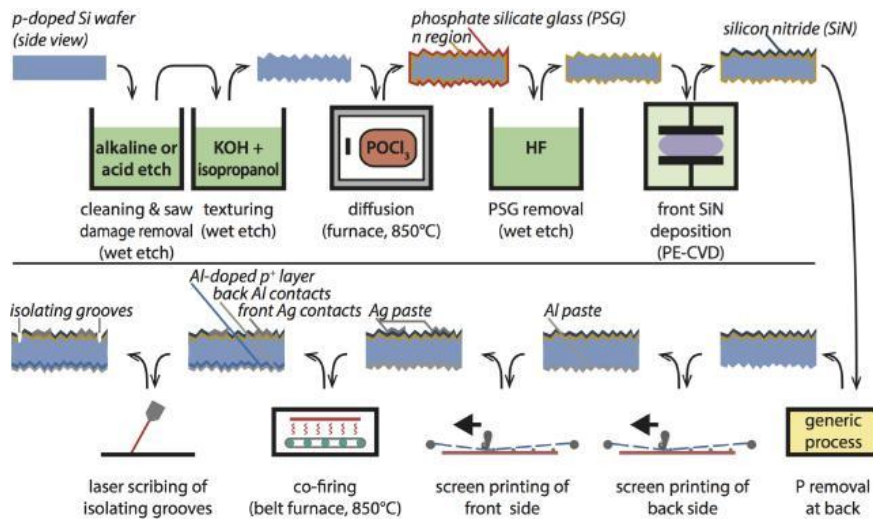 p-doped Si wafer
(side view)
phosphate silicate glass (PSG)
n region
silicon nitride (SiN)
alkaline or
acid etch
KOH +
isopropanol
POCl₃
HF
cleaning & saw
damage removal
(wet etch)
texturing
(wet etch)
diffusion
(furnace, 850°C)
PSG removal
(wet etch)
front SiN
deposition
(PE-CVD)
Al-doped p⁺ layer
back Al contacts
front Ag contacts
isolating grooves
Ag paste
Al paste
generic
process
laser scribing of
isolating grooves
co-firing
(belt furnace, 850°C)
screen printing of
front side
screen printing of
back side
P removal
at back